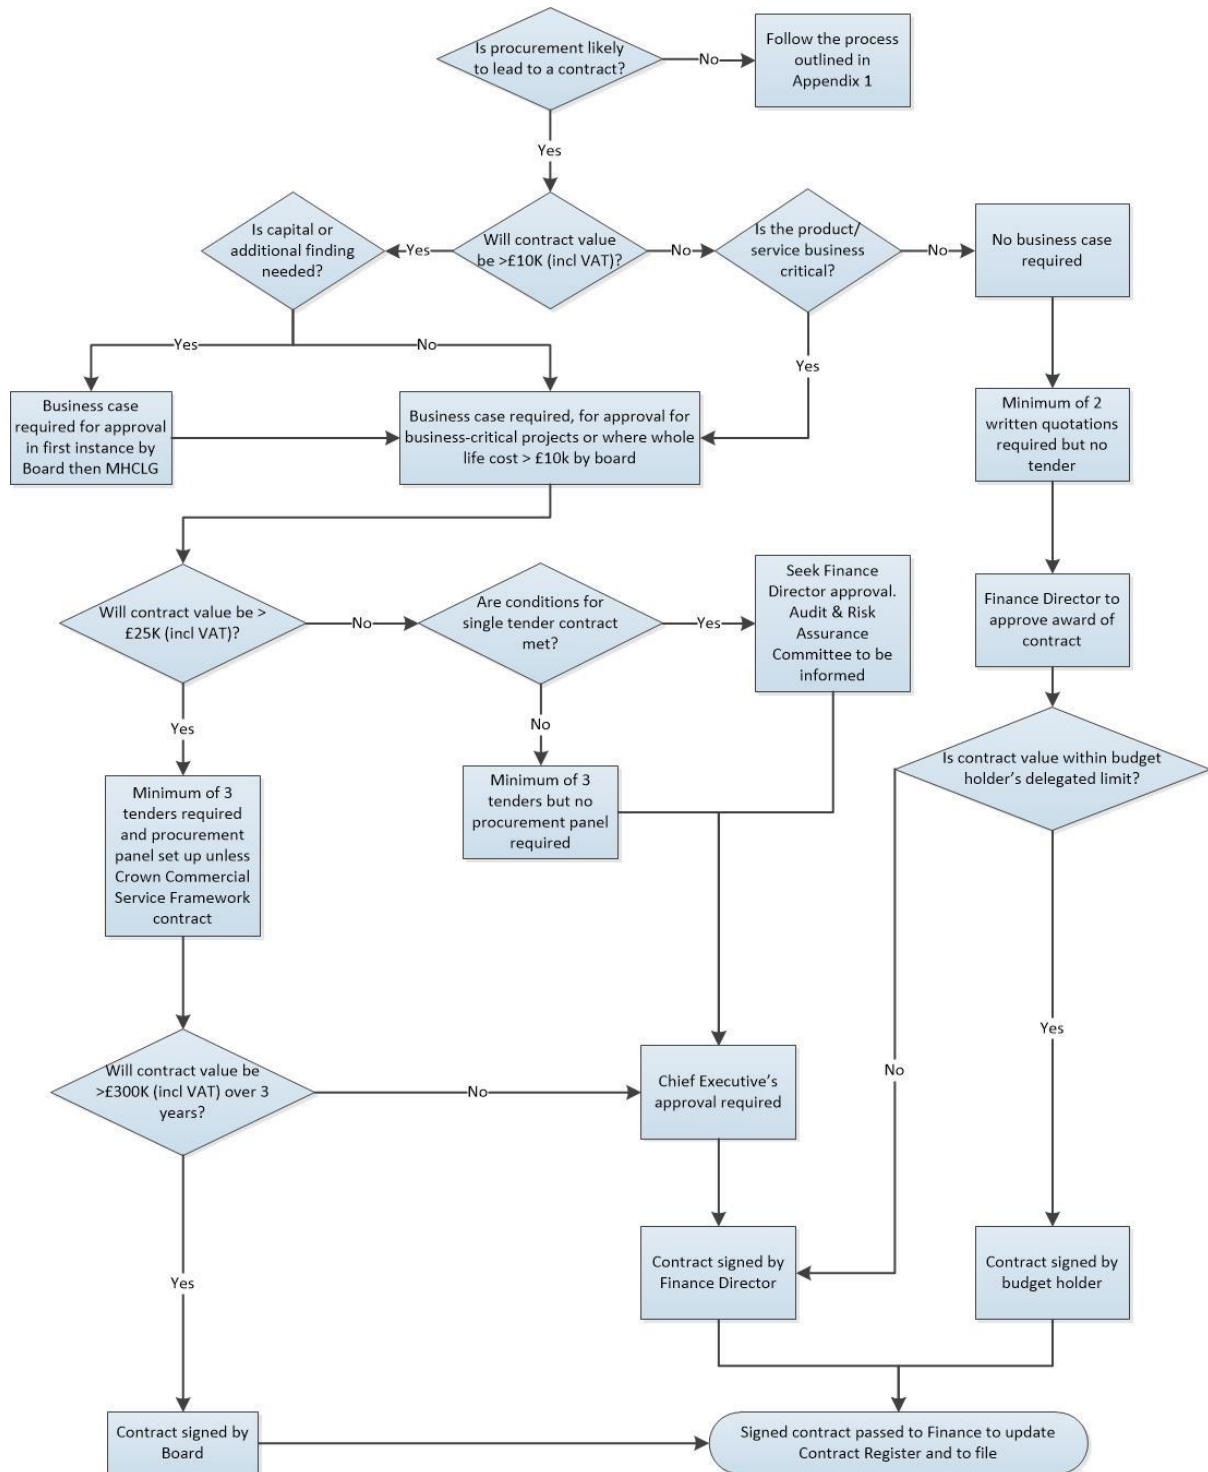 Is procurement likely
to lead to a contract?
No
Follow the process
outlined in
Appendix 1
Yes
Is capital or
additional finding
needed?
Yes
Will contract value
be >£10K (incl VAT)?
No
Is the product/
service business
critical?
No
No business case
required
Yes
No
Yes
Business case
required for approval
in first instance by
Board then MHCLG
Business case required, for approval for
business-critical projects or where whole
life cost > £10k by board
Minimum of 2
written quotations
required but no
tender
Will contract value be >
£25K (incl VAT)?
No
Are conditions for
single tender contract
met?
Yes
Seek Finance
Director approval.
Audit & Risk
Assurance
Committee to be
informed
Finance Director to
approve award of
contract
Yes
No
Is contract value within budget
holder's delegated limit?
Minimum of 3
tenders required
and procurement
panel set up unless
Crown Commercial
Service Framework
contract
Minimum of 3
tenders but no
procurement panel
required
Yes
No
Will contract value be
>£300K (incl VAT) over 3
years?
No
Chief Executive's
approval required
Yes
Contract signed by
Finance Director
Contract signed by
budget holder
Contract signed by
Board
Signed contract passed to Finance to update
Contract Register and to file